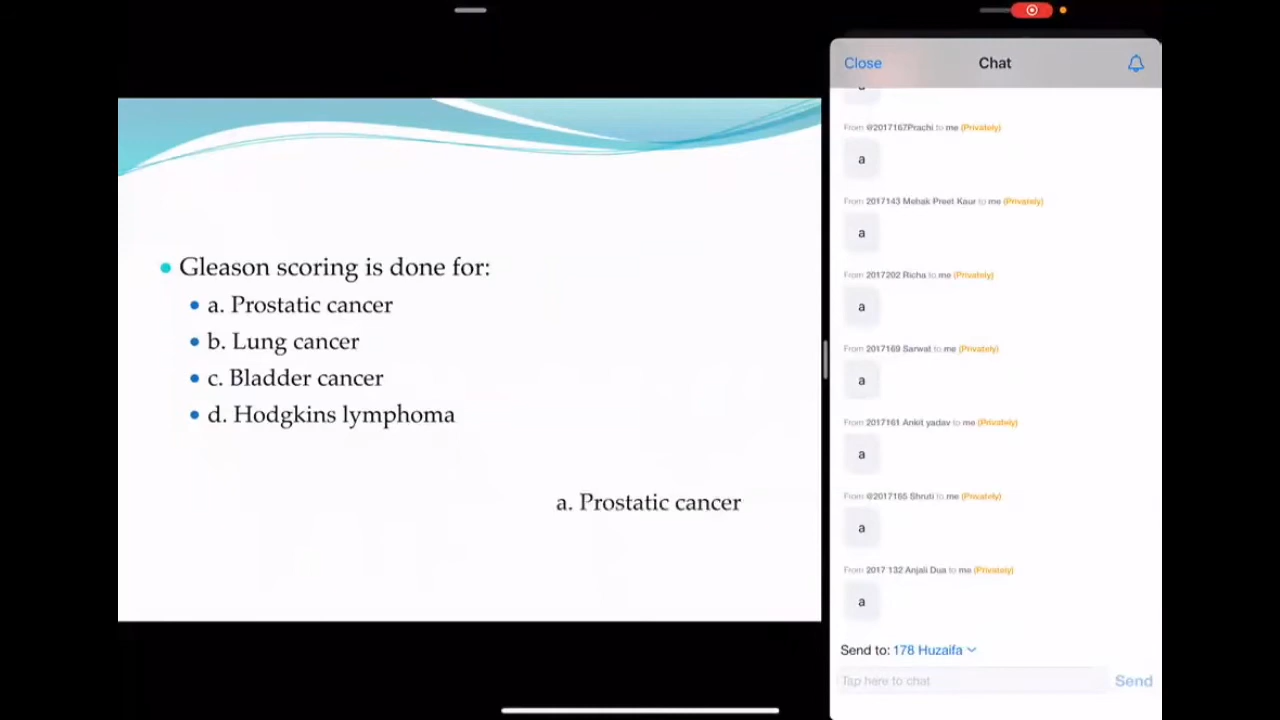 Gleason scoring is done for:
a. Prostatic cancer
b. Lung cancer
c. Bladder cancer
d. Hodgkins lymphoma
a. Prostatic cancer
Close
Chat
From @2017167Prachi to me (Privately)
a
From 2017143 Mehak Preet Kaur to me (Privately)
a
From 2017202 Richa to me (Privately)
a
From 2017169 Sarwat to me (Privately)
a
From 2017161 Ankit yadav to me (Privately)
a
From @2017165 Shruti to me (Privately)
a
From 2017 132 Anjali Dua to me (Privately)
a
Send to: 178 Huzaifa
Tap here to chat
Send